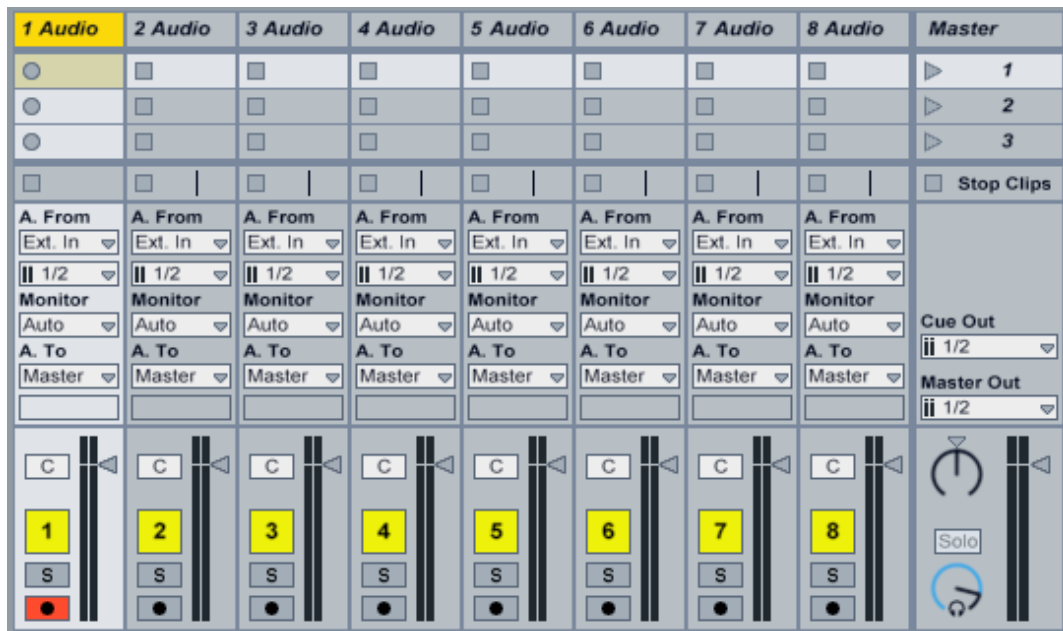 1 Audio 2 Audio 3 Audio 4 Audio 5 Audio 6 Audio 7 Audio 8 Audio Master
1
2
3
Stop Clips
A. From A. From A. From A. From A. From A. From A. From A. From
Ext. In Ext. In Ext. In Ext. In Ext. In Ext. In Ext. In Ext. In
1/2 1/2 1/2 1/2 1/2 1/2 1/2 1/2
Monitor Monitor Monitor Monitor Monitor Monitor Monitor Monitor
Auto Auto Auto Auto Auto Auto Auto Auto Cue Out
A. To A. To A. To A. To A. To A. To A. To A. To 1/2
Master Master Master Master Master Master Master Master Master Out
1/2
C C C C C C C C
1 2 3 4 5 6 7 8 Solo
S S S S S S S S